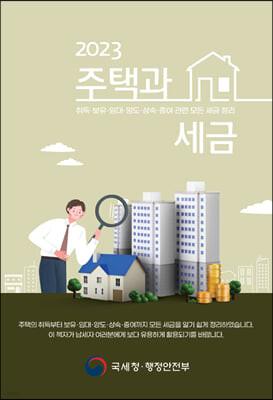 2023
주택과
취득·보유·임대·양도·상속·증여 관련 모든 세금 정리
세금
주택의 취득부터 보유·임대·양도·상속·증여까지 모든 세금을 알기 쉽게 정리하였습니다.
이 책자가 납세자 여러분에게 보다 유용하게 활용되기를 바랍니다.
국세청·행정안전부